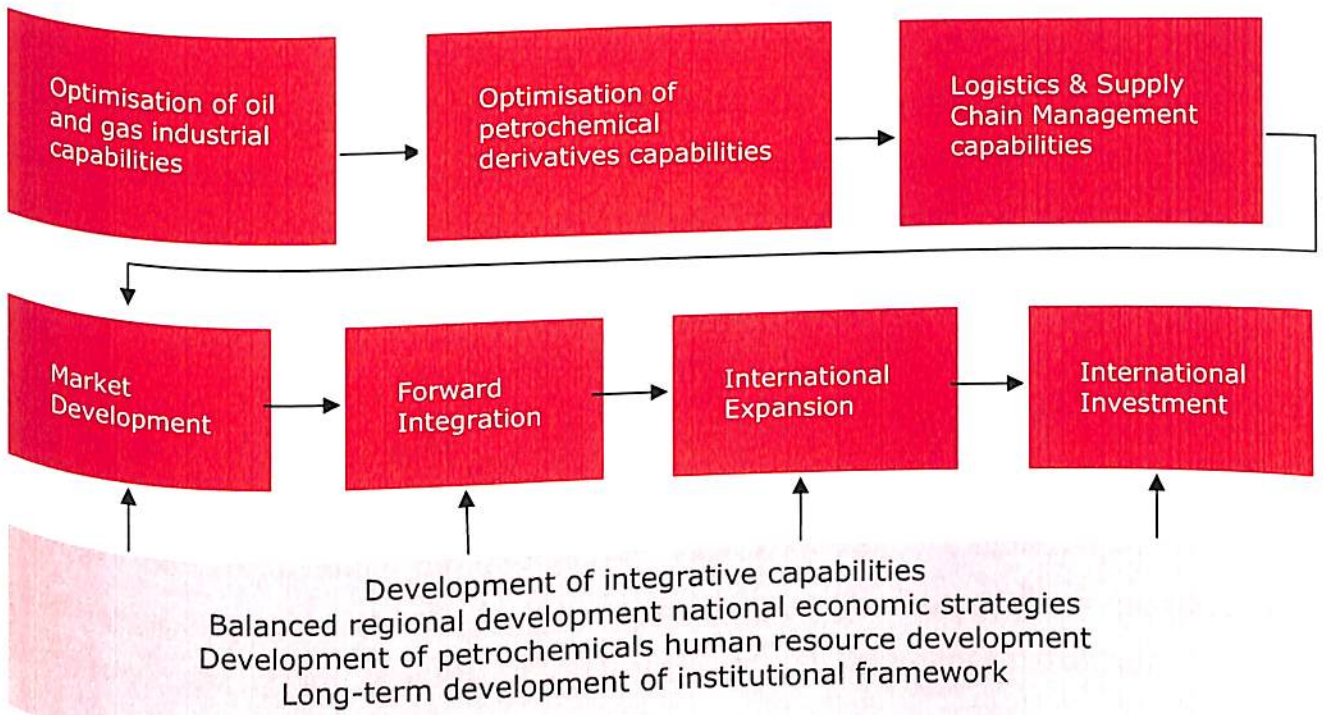 Optimisation of oil
and gas industrial
capabilities
Optimisation of
petrochemical
derivatives capabilities
Logistics & Supply
Chain Management
capabilities
Market
Development
Forward
Integration
International
Expansion
International
Investment
Development of integrative capabilities
Balanced regional development national economic strategies
Development of petrochemicals human resource development
Long-term development of institutional framework